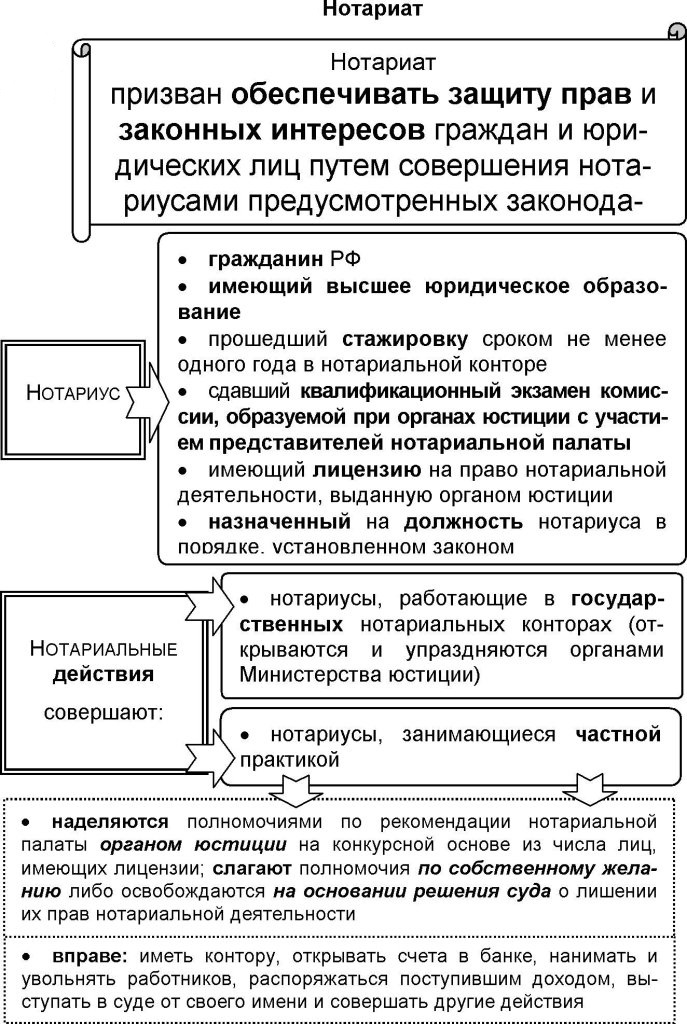 Нотариат
Нотариат
призван обеспечивать защиту прав и
законных интересов граждан и юри-
дических лиц путем совершения нота-
риусами предусмотренных законода-
• гражданин РФ
• имеющий высшее юридическое образо-
вание
• прошедший стажировку сроком не менее
одного года в нотариальной конторе
• сдавший квалификационный экзамен комис-
сии, образуемой при органах юстиции с участи-
ем представителей нотариальной палаты
• имеющий лицензию на право нотариальной
деятельности, выданную органом юстиции
• назначенный на должность нотариуса в
порядке, установленном законом
НОТАРИУС
НОТАРИАЛЬНЫЕ
действия
совершают:
• нотариусы, работающие в государ-
ственных нотариальных конторах (от-
крываются и упраздняются органами
Министерства юстиции)
• нотариусы, занимающиеся частной
практикой
• наделяются полномочиями по рекомендации нотариальной
палаты органом юстиции на конкурсной основе из числа лиц,
имеющих лицензии; слагают полномочия по собственному жела-
нию либо освобождаются на основании решения суда о лишении
их прав нотариальной деятельности
• вправе: иметь контору, открывать счета в банке, нанимать и
увольнять работников, распоряжаться поступившим доходом, вы-
ступать в суде от своего имени и совершать другие действия